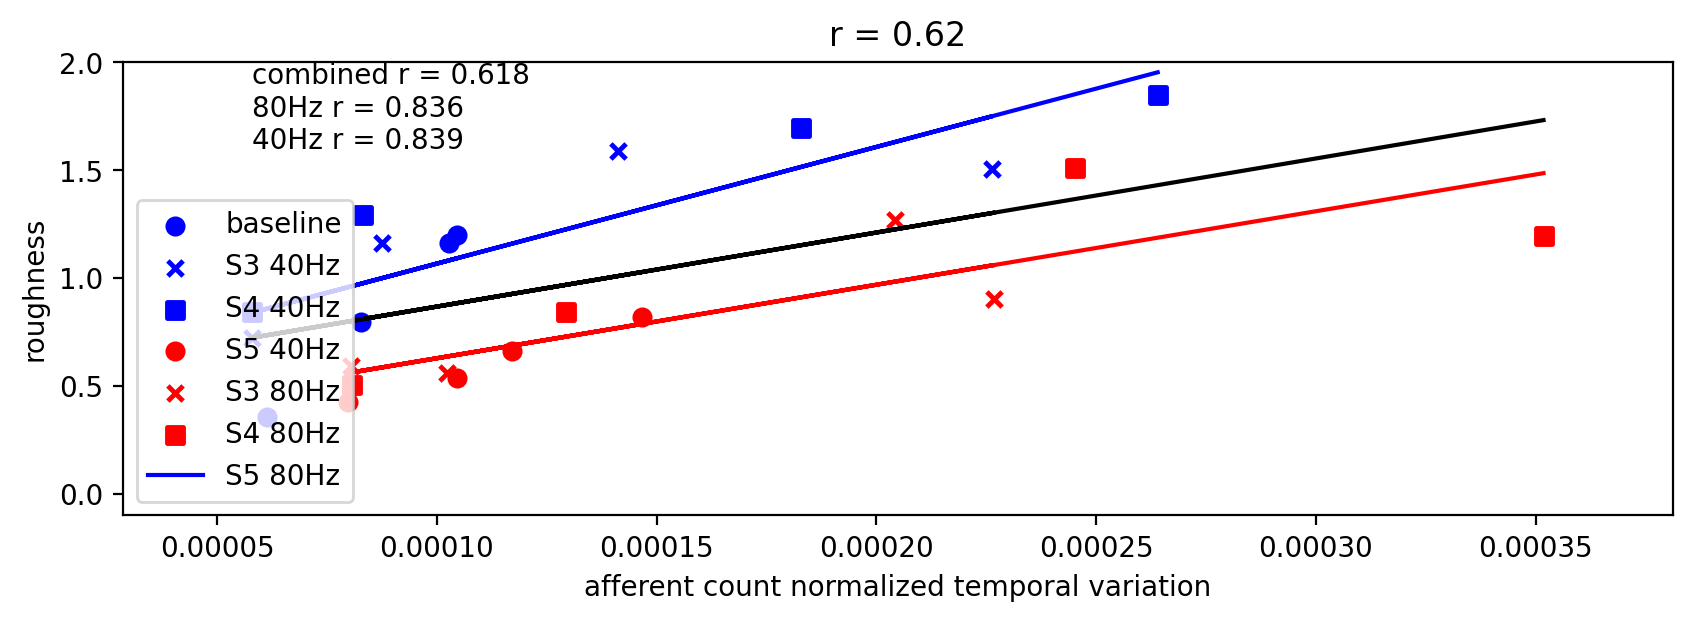 r = 0.62
combined r = 0.618
80Hz r = 0.836
40Hz r = 0.839
2.0
1.5
1.0
0.5
0.0
roughness
baseline
S3 40Hz
S4 40Hz
S5 40Hz
S3 80Hz
S4 80Hz
S5 80Hz
0.00005 0.00010 0.00015 0.00020 0.00025 0.00030 0.00035
afferent count normalized temporal variation